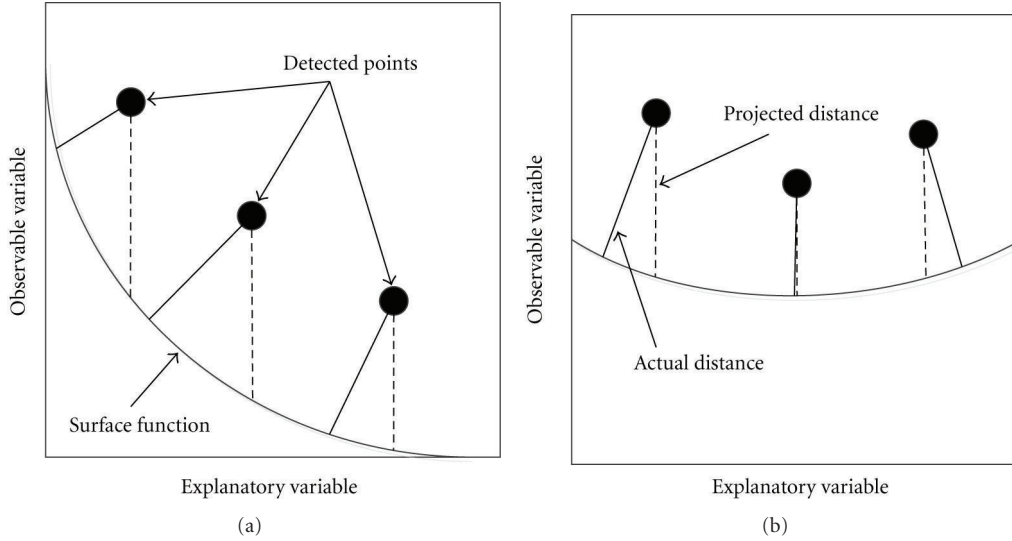 Detected points
Observable variable
Surface function
Explanatory variable
(a)
Projected distance
Observable variable
Actual distance
Explanatory variable
(b)